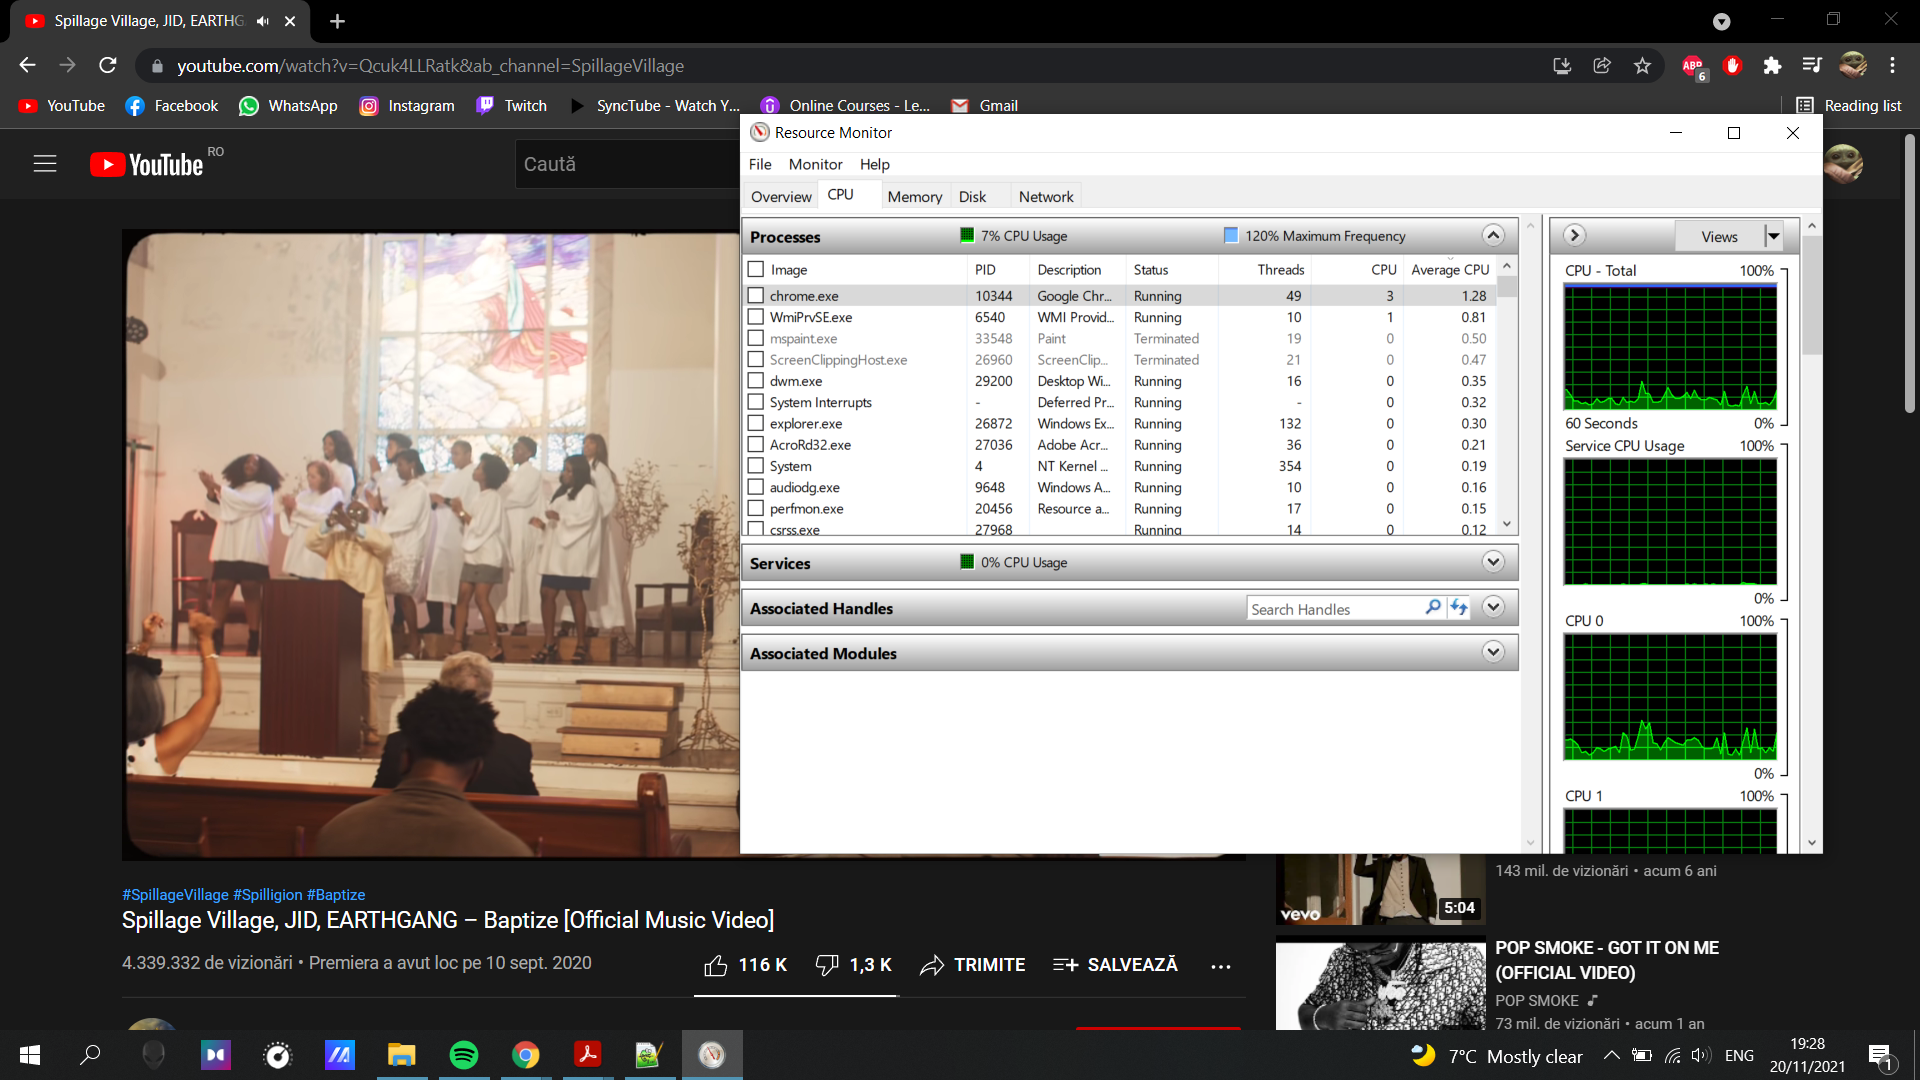 Spillage Village, JID, EARTHG
youtube.com/watch?v=Qcuk4LLRatk&ab_channel=SpillageVillage
ABP
6
YouTube
Facebook
WhatsApp
Instagram
Twitch
SyncTube - Watch Y...
Online Courses - Le...
Gmail
Reading list
YouTube RO
Caută
Resource Monitor
File Monitor Help
Overview CPU Memory Disk Network
Processes 7% CPU Usage 120% Maximum Frequency
Image PID Description Status Threads CPU Average CPU
chrome.exe 10344 Google Chr... Running 49 3 1.28
WmiPrvSE.exe 6540 WMI Provid... Running 10 1 0.81
mspaint.exe 33548 Paint Terminated 19 0 0.50
ScreenClippingHost.exe 26960 ScreenClip... Terminated 21 0 0.47
dwm.exe 29200 Desktop Wi... Running 16 0 0.35
System Interrupts - Deferred Pr... Running - 0 0.32
explorer.exe 26872 Windows Ex... Running 132 0 0.30
AcroRd32.exe 27036 Adobe Acr... Running 36 0 0.21
System 4 NT Kernel ... Running 354 0 0.19
audiodg.exe 9648 Windows A... Running 10 0 0.16
perfmon.exe 20456 Resource a... Running 17 0 0.15
csrss.exe 27968 Running 14 0 0.12
Services 0% CPU Usage
Associated Handles Search Handles
Associated Modules
Views
CPU - Total 100%
60 Seconds 0%
Service CPU Usage 100%
0%
CPU 0 100%
0%
CPU 1 100%
#SpillageVillage #Spilligion #Baptize
Spillage Village, JID, EARTHGANG – Baptize [Official Music Video]
4.339.332 de vizionări • Premiera a avut loc pe 10 sept. 2020
116 K 1,3 K TRIMITE SALVEAZĂ ...
143 mil. de vizionări • acum 6 ani
vevo 5:04
POP SMOKE - GOT IT ON ME
(OFFICIAL VIDEO)
POP SMOKE
73 mil. de vizionări • acum 1 an
7°C Mostly clear
ENG
19:28
20/11/2021
1